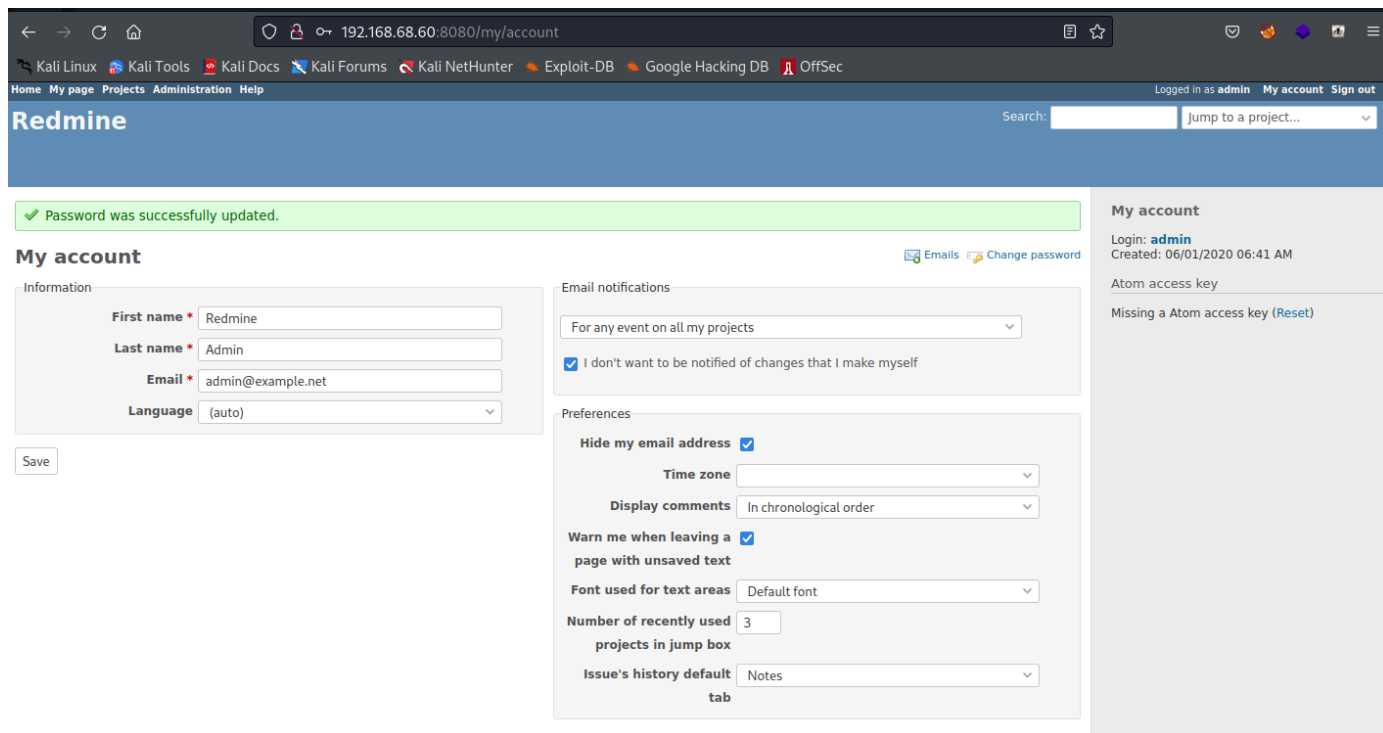 192.168.68.60:8080/my/account
Kali Linux Kali Tools Kali Docs Kali Forums Kali NetHunter Exploit-DB Google Hacking DB OffSec
Home My page Projects Administration Help Logged in as admin My account Sign out
Redmine Search: Jump to a project...
Password was successfully updated.
My account Emails Change password
Information
First name * Redmine
Last name * Admin
Email * admin@example.net
Language (auto)
Save
Email notifications
For any event on all my projects
I don't want to be notified of changes that I make myself
Preferences
Hide my email address
Time zone
Display comments In chronological order
Warn me when leaving a
page with unsaved text
Font used for text areas Default font
Number of recently used 3
projects in jump box
Issue's history default Notes
tab
My account
Login: admin
Created: 06/01/2020 06:41 AM
Atom access key
Missing a Atom access key (Reset)